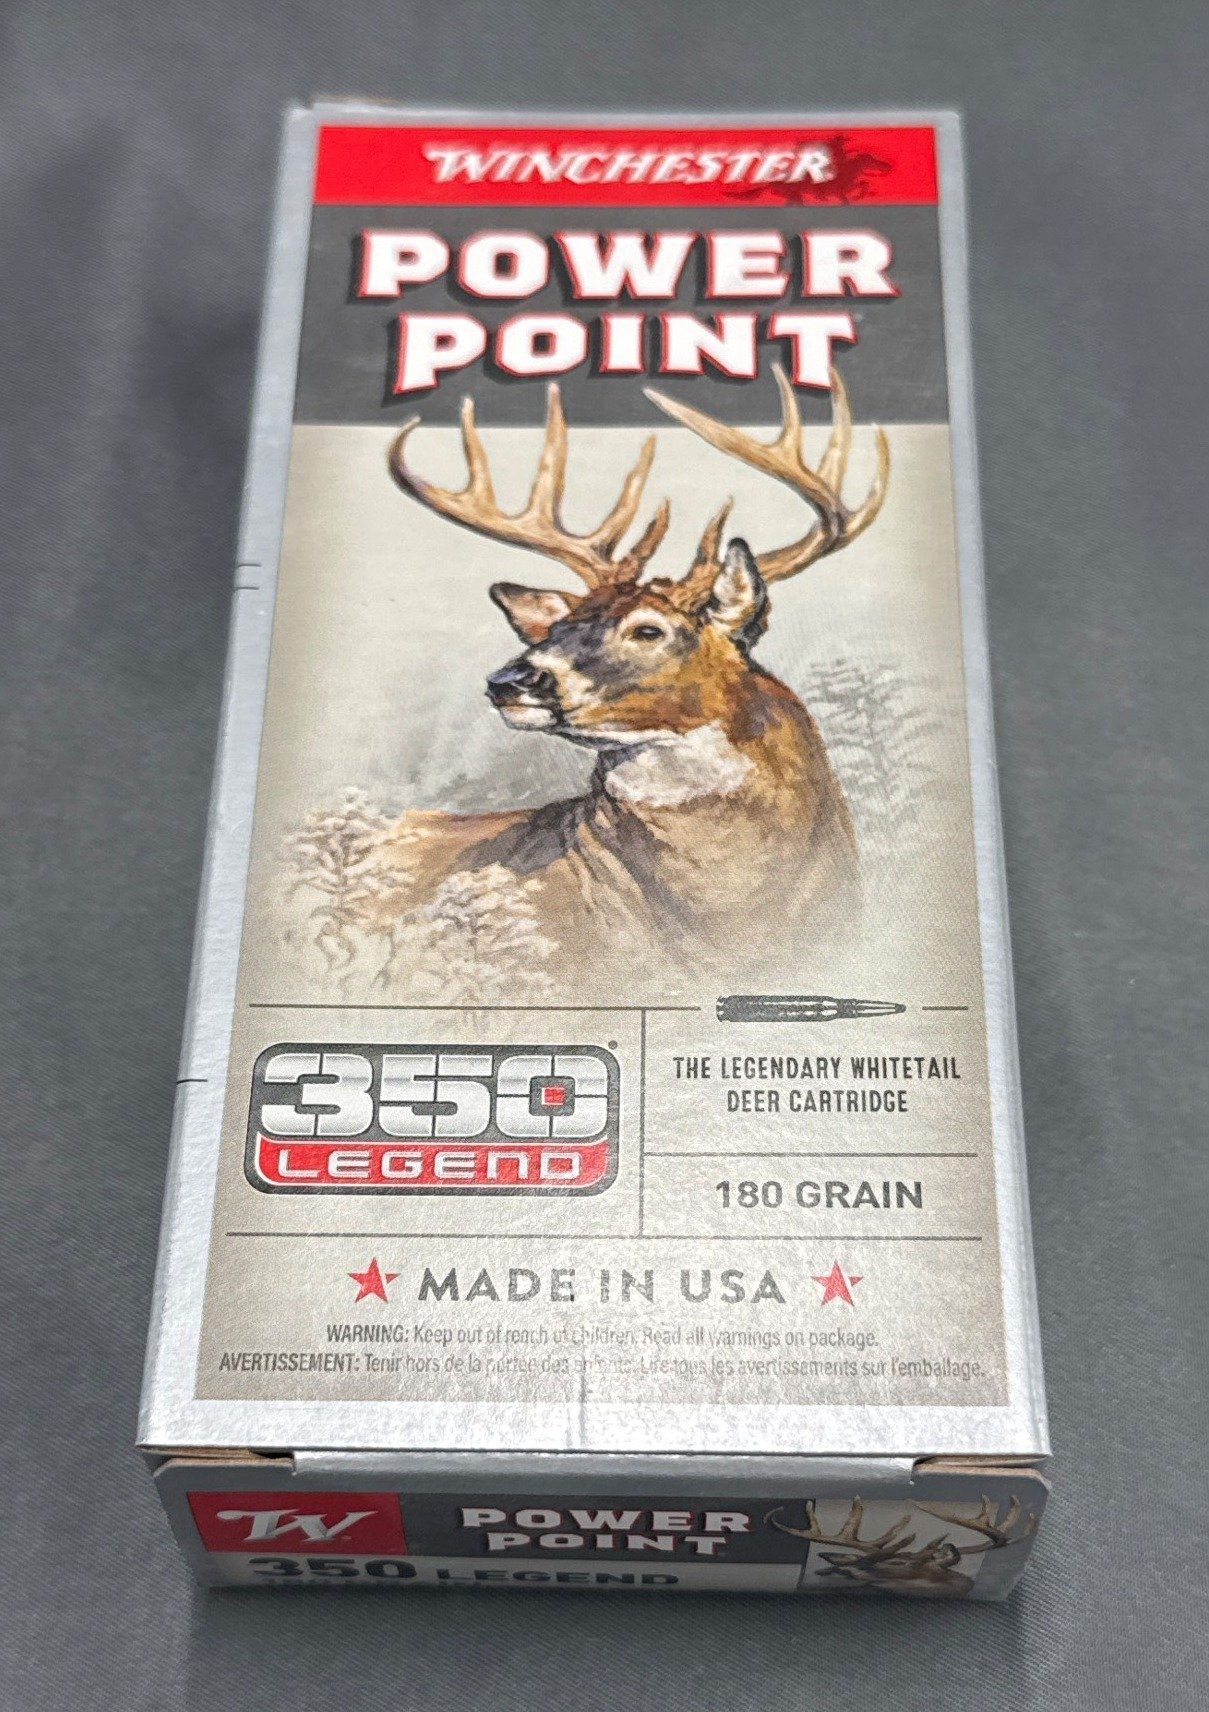 WINCHESTER
POWER
POINT
350
LEGEND
THE LEGENDARY WHITETAIL
DEER CARTRIDGE
180 GRAIN
MADE IN USA
WARNING: Keep out of reach of children. Read all warnings on package.
AVERTISSEMENT: Tenir hors de la portée des enfants. Lire tous les avertissements sur l'emballage.
W
POWER
POINT
350 LEGEND